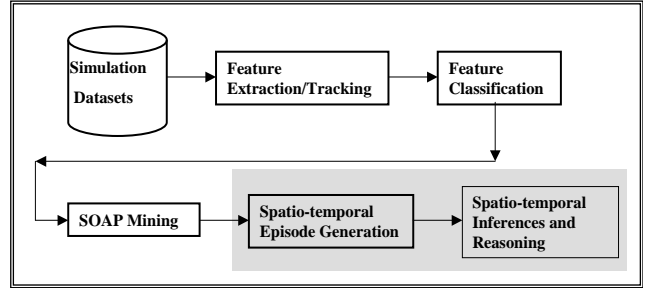 Simulation
Datasets
Feature
Extraction/Tracking
Feature
Classification
SOAP Mining
Spatio-temporal
Episode Generation
Spatio-temporal
Inferences and
Reasoning